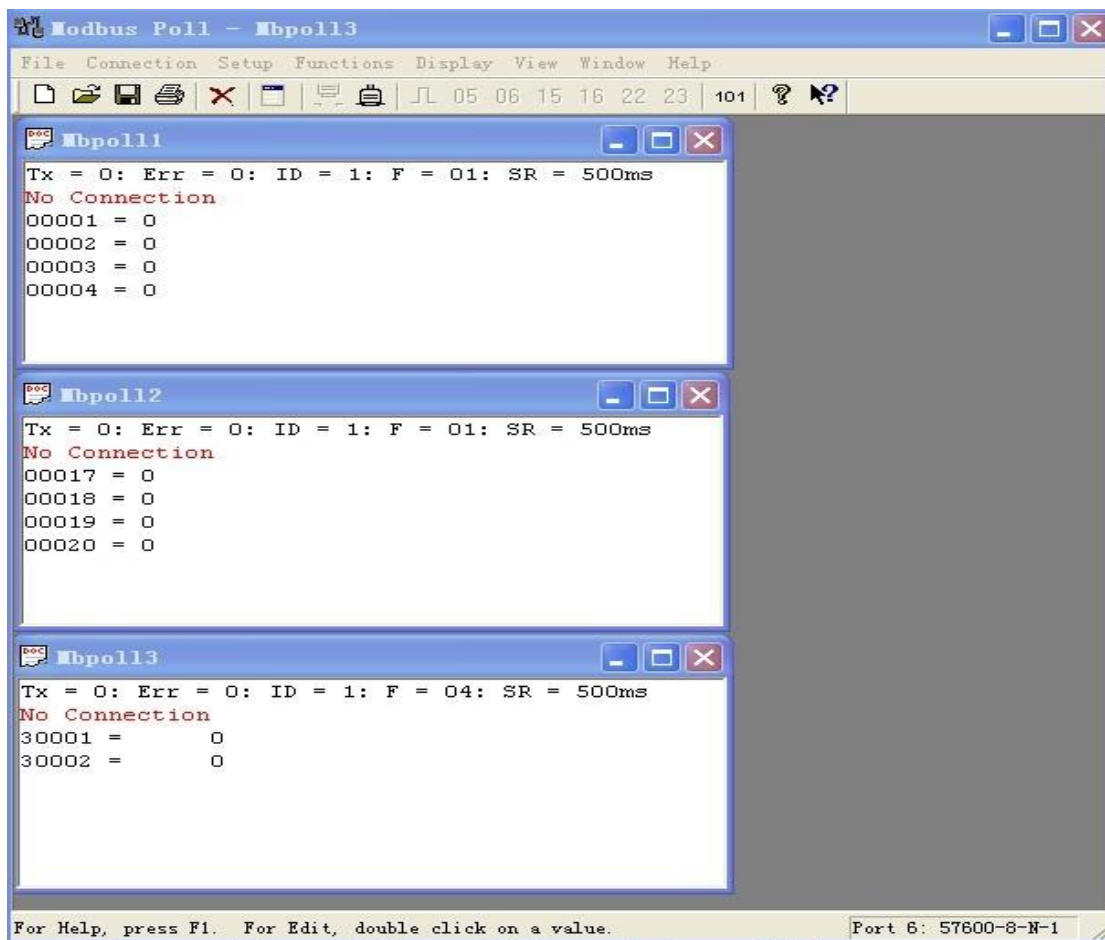 Modbus Poll - Mbpoll3
File Connection Setup Functions Display View Window Help
05 06 15 16 22 23 101
Mbpoll1
Tx = 0: Err = 0: ID = 1: F = 01: SR = 500ms
No Connection
00001 = 0
00002 = 0
00003 = 0
00004 = 0
Mbpoll2
Tx = 0: Err = 0: ID = 1: F = 01: SR = 500ms
No Connection
00017 = 0
00018 = 0
00019 = 0
00020 = 0
Mbpoll3
Tx = 0: Err = 0: ID = 1: F = 04: SR = 500ms
No Connection
30001 = 0
30002 = 0
For Help, press F1. For Edit, double click on a value. Port 6: 57600-8-N-1